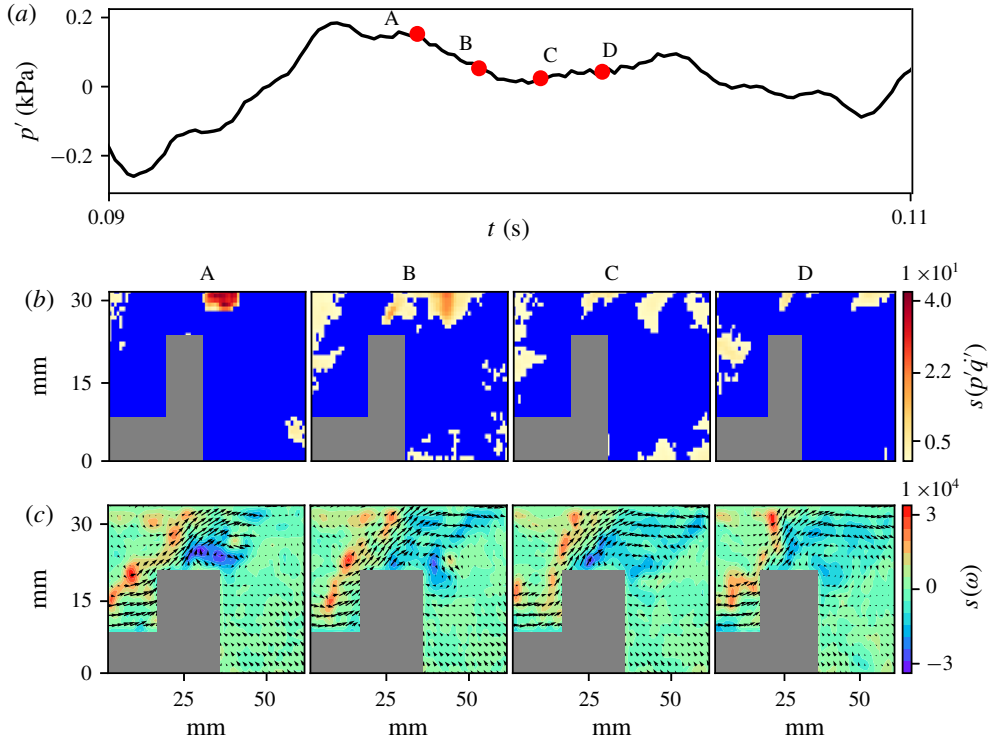 (a)
0.2
0
−0.2
p′ (kPa)
A
B
C
D
0.09
0.11
t (s)
A
B
C
D
1 × 10¹
(b)
30
15
0
mm
4.0
2.2
0.5
s(p′q̇′)
1 × 10⁴
(c)
30
15
0
mm
3
0
−3
s(ω)
25
50
25
50
25
50
25
50
mm
mm
mm
mm